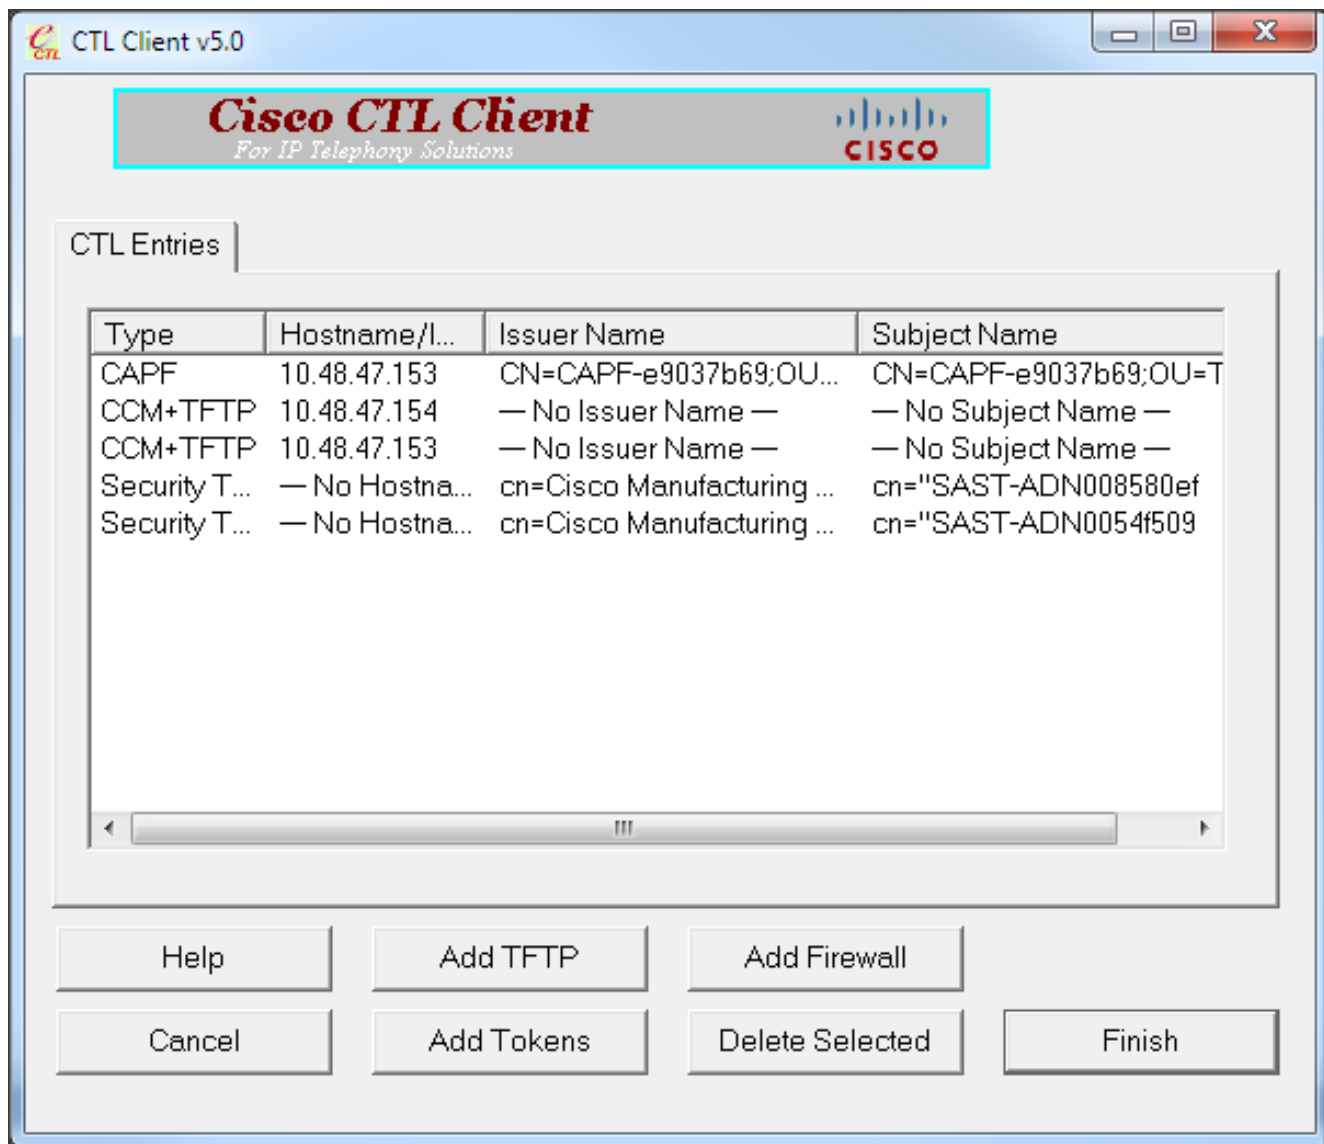 CTL CTL Client v5.0
Cisco CTL Client
For IP Telephony Solutions
CISCO
CTL Entries
Type Hostname/I... Issuer Name Subject Name
CAPF 10.48.47.153 CN=CAPF-e9037b69;OU... CN=CAPF-e9037b69;OU=T
CCM+TFTP 10.48.47.154 — No Issuer Name — — No Subject Name —
CCM+TFTP 10.48.47.153 — No Issuer Name — — No Subject Name —
Security T... — No Hostna... cn=Cisco Manufacturing ... cn="SAST-ADN008580ef
Security T... — No Hostna... cn=Cisco Manufacturing ... cn="SAST-ADN0054f509
Help Add TFTP Add Firewall
Cancel Add Tokens Delete Selected Finish